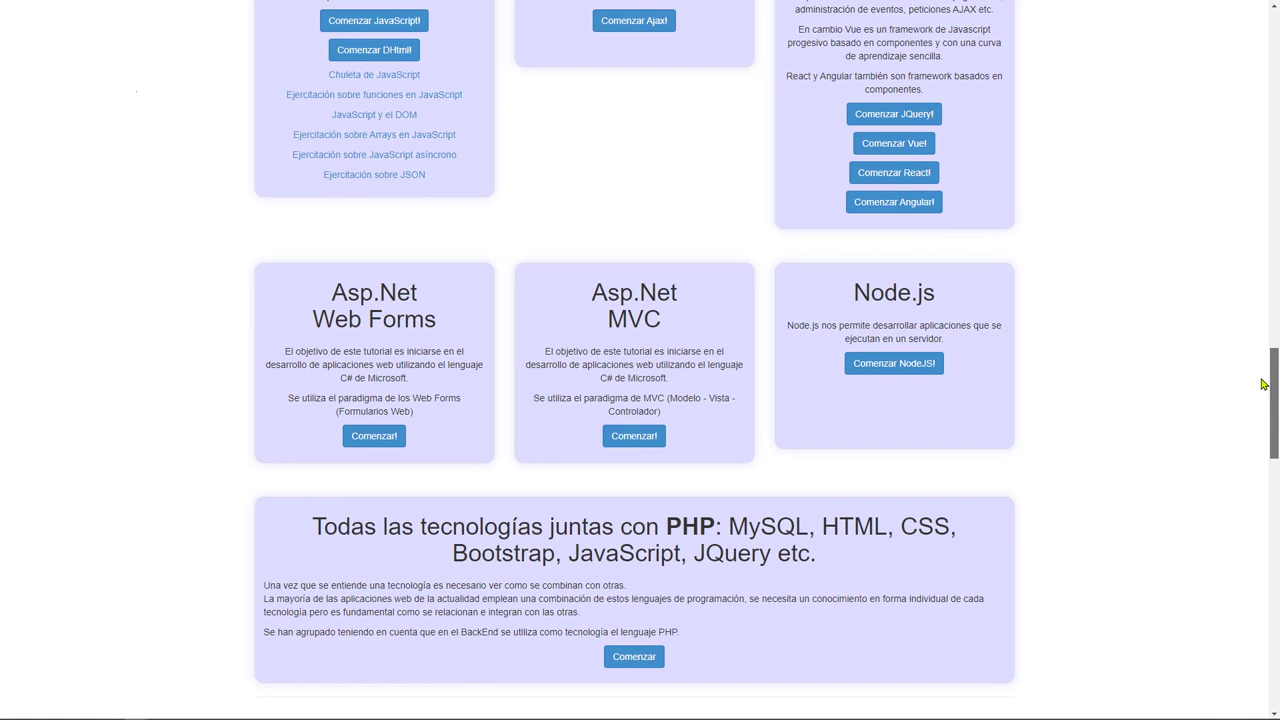 Comenzar JavaScript!
Comenzar DHtml!
Chuleta de JavaScript
Ejercitación sobre funciones en JavaScript
JavaScript y el DOM
Ejercitación sobre Arrays en JavaScript
Ejercitación sobre JavaScript asíncrono
Ejercitación sobre JSON
Comenzar Ajax!
administración de eventos, peticiones AJAX etc.
En cambio Vue es un framework de Javascript
progesivo basado en componentes y con una curva
de aprendizaje sencilla.
React y Angular también son framework basados en
componentes.
Comenzar JQuery!
Comenzar Vue!
Comenzar React!
Comenzar Angular!
Asp.Net
Web Forms
El objetivo de este tutorial es iniciarse en el
desarrollo de aplicaciones web utilizando el lenguaje
C# de Microsoft.
Se utiliza el paradigma de los Web Forms
(Formularios Web)
Comenzar!
Asp.Net
MVC
El objetivo de este tutorial es iniciarse en el
desarrollo de aplicaciones web utilizando el lenguaje
C# de Microsoft.
Se utiliza el paradigma de MVC (Modelo - Vista -
Controlador)
Comenzar!
Node.js
Node.js nos permite desarrollar aplicaciones que se
ejecutan en un servidor.
Comenzar NodeJS!
Todas las tecnologías juntas con PHP: MySQL, HTML, CSS,
Bootstrap, JavaScript, JQuery etc.
Una vez que se entiende una tecnología es necesario ver como se combinan con otras.
La mayoría de las aplicaciones web de la actualidad emplean una combinación de estos lenguajes de programación, se necesita un conocimiento en forma individual de cada
tecnología pero es fundamental como se relacionan e integran con las otras.
Se han agrupado teniendo en cuenta que en el BackEnd se utiliza como tecnología el lenguaje PHP.
Comenzar